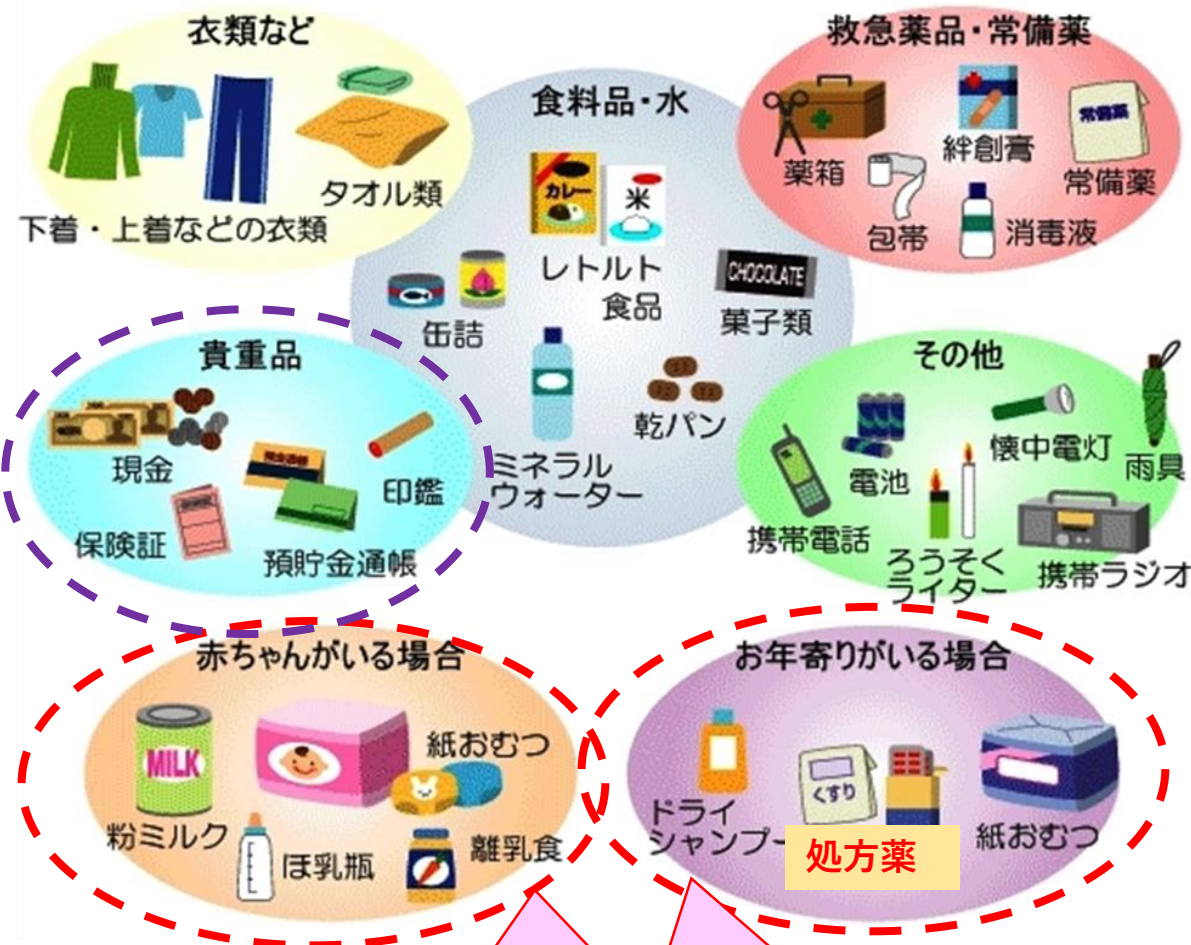 衣類など
タオル類
下着・上着などの衣類
食料品・水
カレー
米
レトルト
食品
缶詰
CHOCOLATE
菓子類
乾パン
ミネラル
ウォーター
救急薬品・常備薬
薬箱
絆創膏
常備薬
常備薬
包帯
消毒液
貴重品
現金
印鑑
保険証
預貯金通帳
その他
懐中電灯
雨具
電池
携帯電話
ろうそく
ライター
携帯ラジオ
赤ちゃんがいる場合
MILK
紙おむつ
粉ミルク
ほ乳瓶
離乳食
お年寄りがいる場合
くすり
ドライ
シャンプー
処方薬
紙おむつ